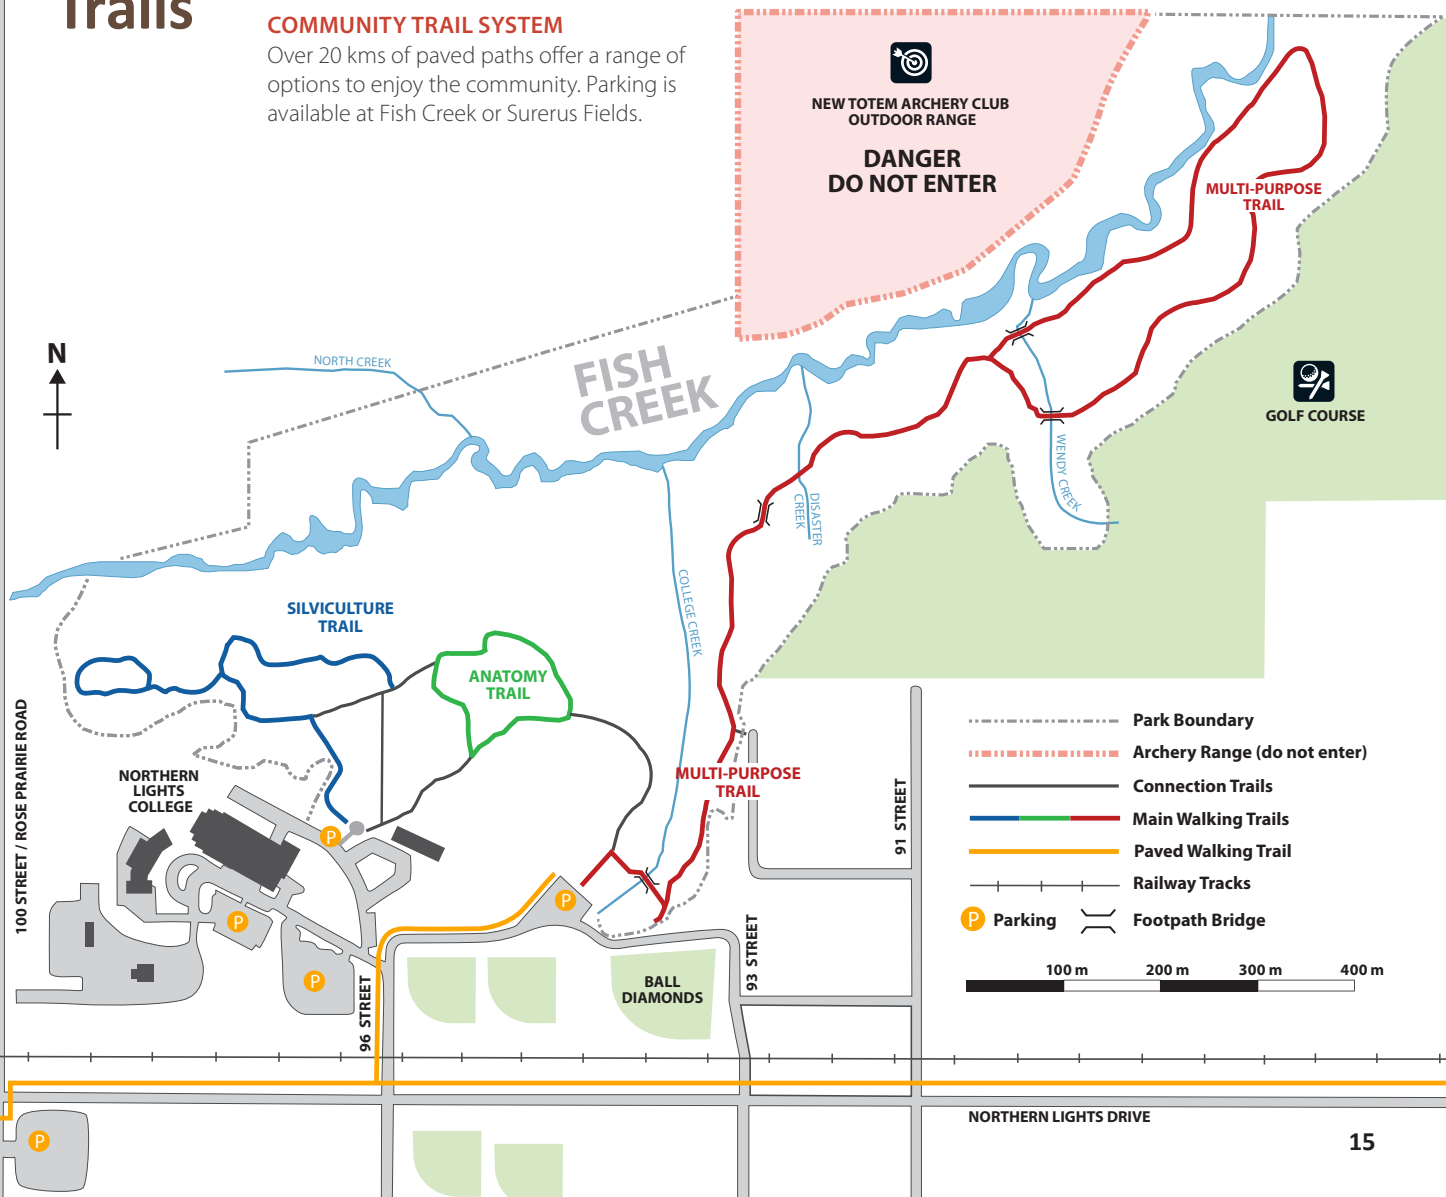 Trails
COMMUNITY TRAIL SYSTEM
Over 20 kms of paved paths offer a range of
options to enjoy the community. Parking is
available at Fish Creek or Surerus Fields.
NEW TOTEM ARCHERY CLUB
OUTDOOR RANGE
DANGER
DO NOT ENTER
MULTI-PURPOSE
TRAIL
N
NORTH CREEK
FISH
CREEK
GOLF COURSE
WENDY CREEK
DISASTER
CREEK
COLLEGE CREEK
SILVICULTURE
TRAIL
ANATOMY
TRAIL
100 STREET / ROSE PRAIRIE ROAD
NORTHERN
LIGHTS
COLLEGE
MULTI-PURPOSE
TRAIL
91 STREET
Park Boundary
Archery Range (do not enter)
Connection Trails
Main Walking Trails
Paved Walking Trail
Railway Tracks
P Parking
Footpath Bridge
100 m 200 m 300 m 400 m
P
P
P
P
93 STREET
BALL
DIAMONDS
96 STREET
NORTHERN LIGHTS DRIVE
P
15